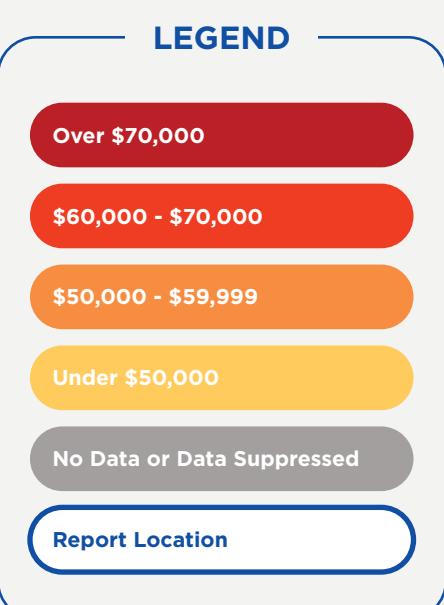 LEGEND
Over $70,000
$60,000 - $70,000
$50,000 - $59,999
Under $50,000
No Data or Data Suppressed
Report Location